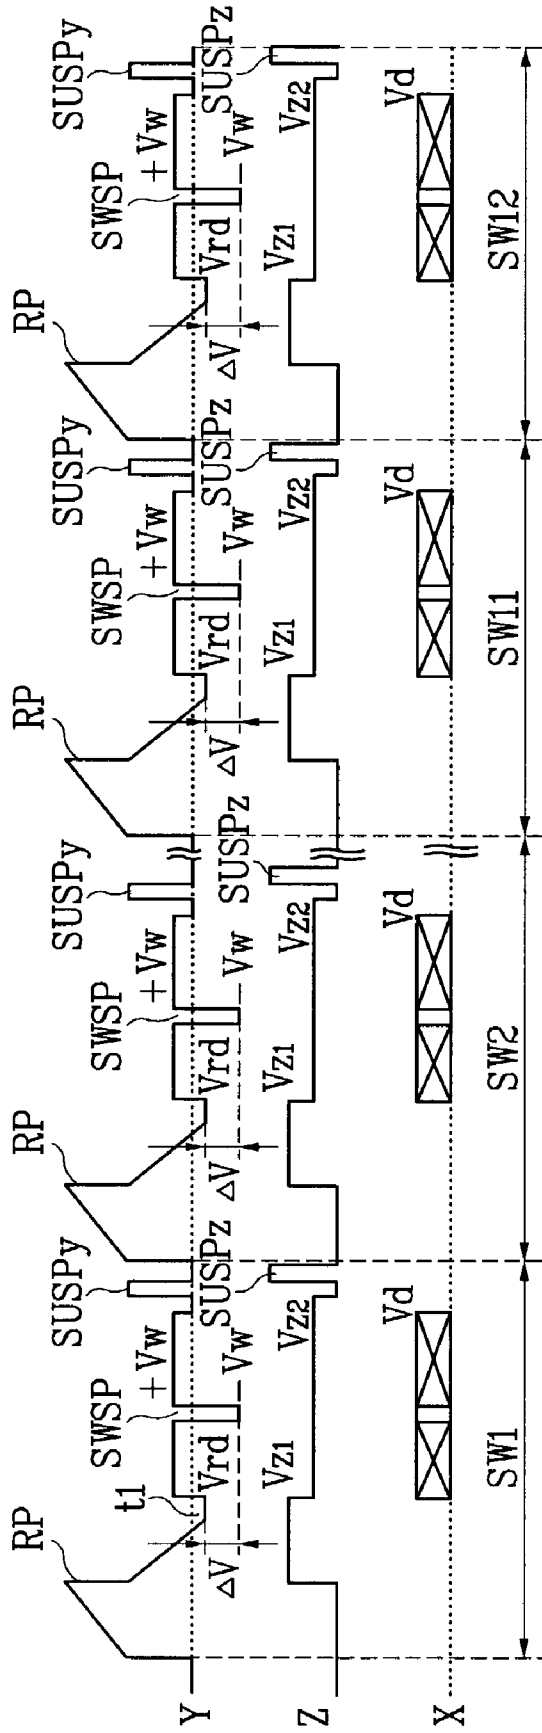 RP RP RP RP
SUSPy SUSPy SUSPy SUSPy
SWSP SWSP SWSP SWSP
t1
+Vw +Vw +Vw +Vw
Y
Vrd SUSPz Vrd SUSPz Vrd SUSPz Vrd SUSPz
ΔV Vw ΔV Vw ΔV Vw ΔV Vw
Vz1 Vz2 Vz1 Vz2 Vz1 Vz2 Vz1 Vz2
Z
Vd Vd Vd Vd
X
SW1 SW2 SW11 SW12